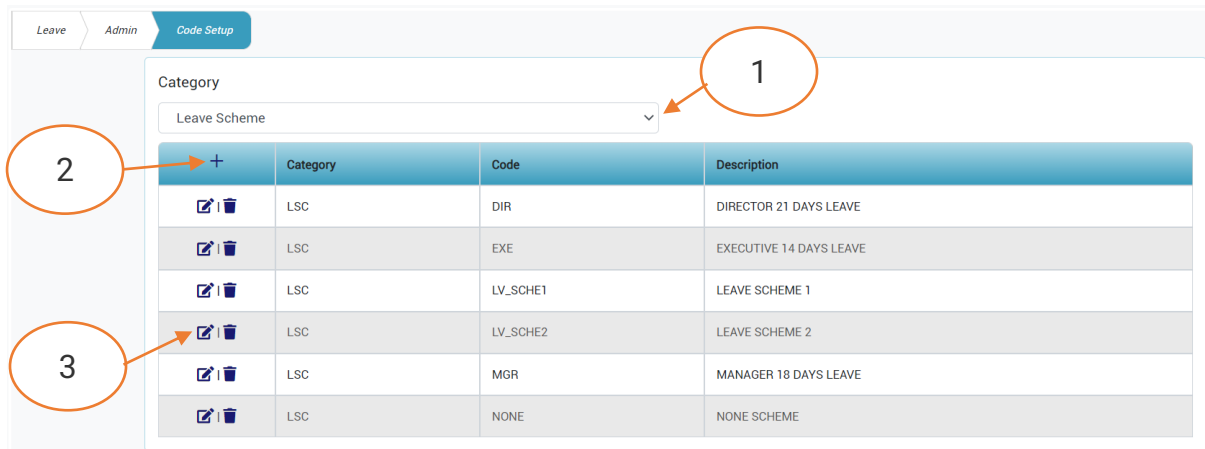 Leave Admin Code Setup
1
Category
Leave Scheme
2
+ Category Code Description
LSC DIR DIRECTOR 21 DAYS LEAVE
LSC EXE EXECUTIVE 14 DAYS LEAVE
LSC LV_SCHE1 LEAVE SCHEME 1
LSC LV_SCHE2 LEAVE SCHEME 2
3
LSC MGR MANAGER 18 DAYS LEAVE
LSC NONE NONE SCHEME